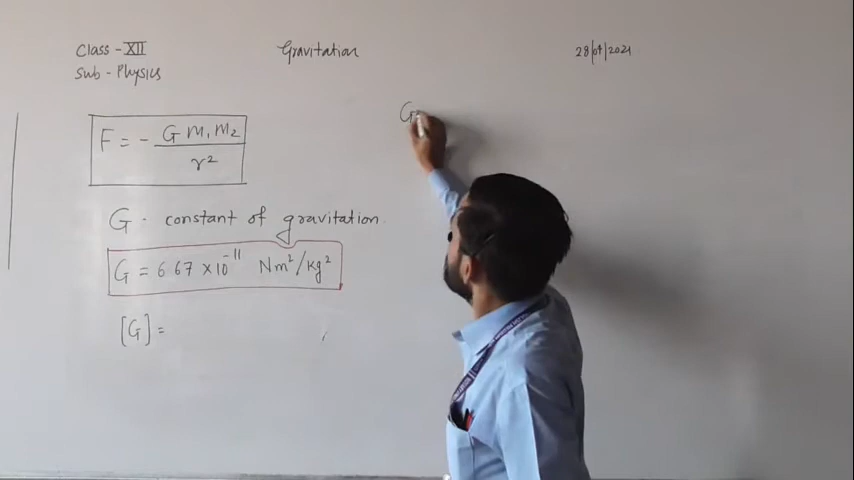 Class - XII
Sub - Physics
Gravitation
28/04/2021
F = - G m₁ m₂ / r²
G - constant of gravitation.
G = 6.67 × 10⁻¹¹ Nm²/kg²
[G] =
G